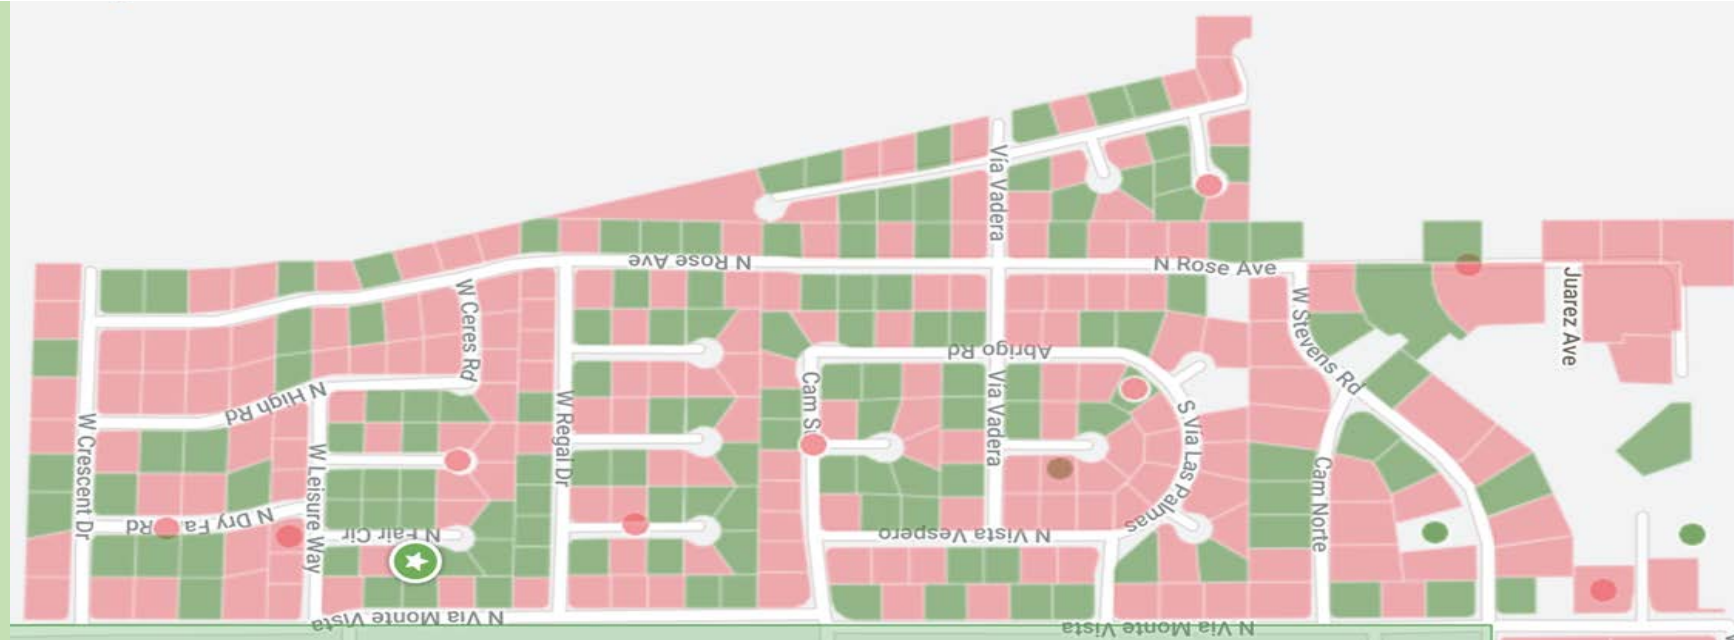 Via Vadera
N Rose Ave
N Rose Ave
W Ceres Rd
W Stevens Rd
Juarez Ave
Abrigo Rd
N High Rd
Cam S
Via Vadera
W Regal Dr
S Via Las Palmas
W Crescent Dr
W Leisure Way
Cam Norte
N Dry Fa Rd
N Fair Cir
N Vista Vespero
N Via Monte Vista
N Via Monte Vista